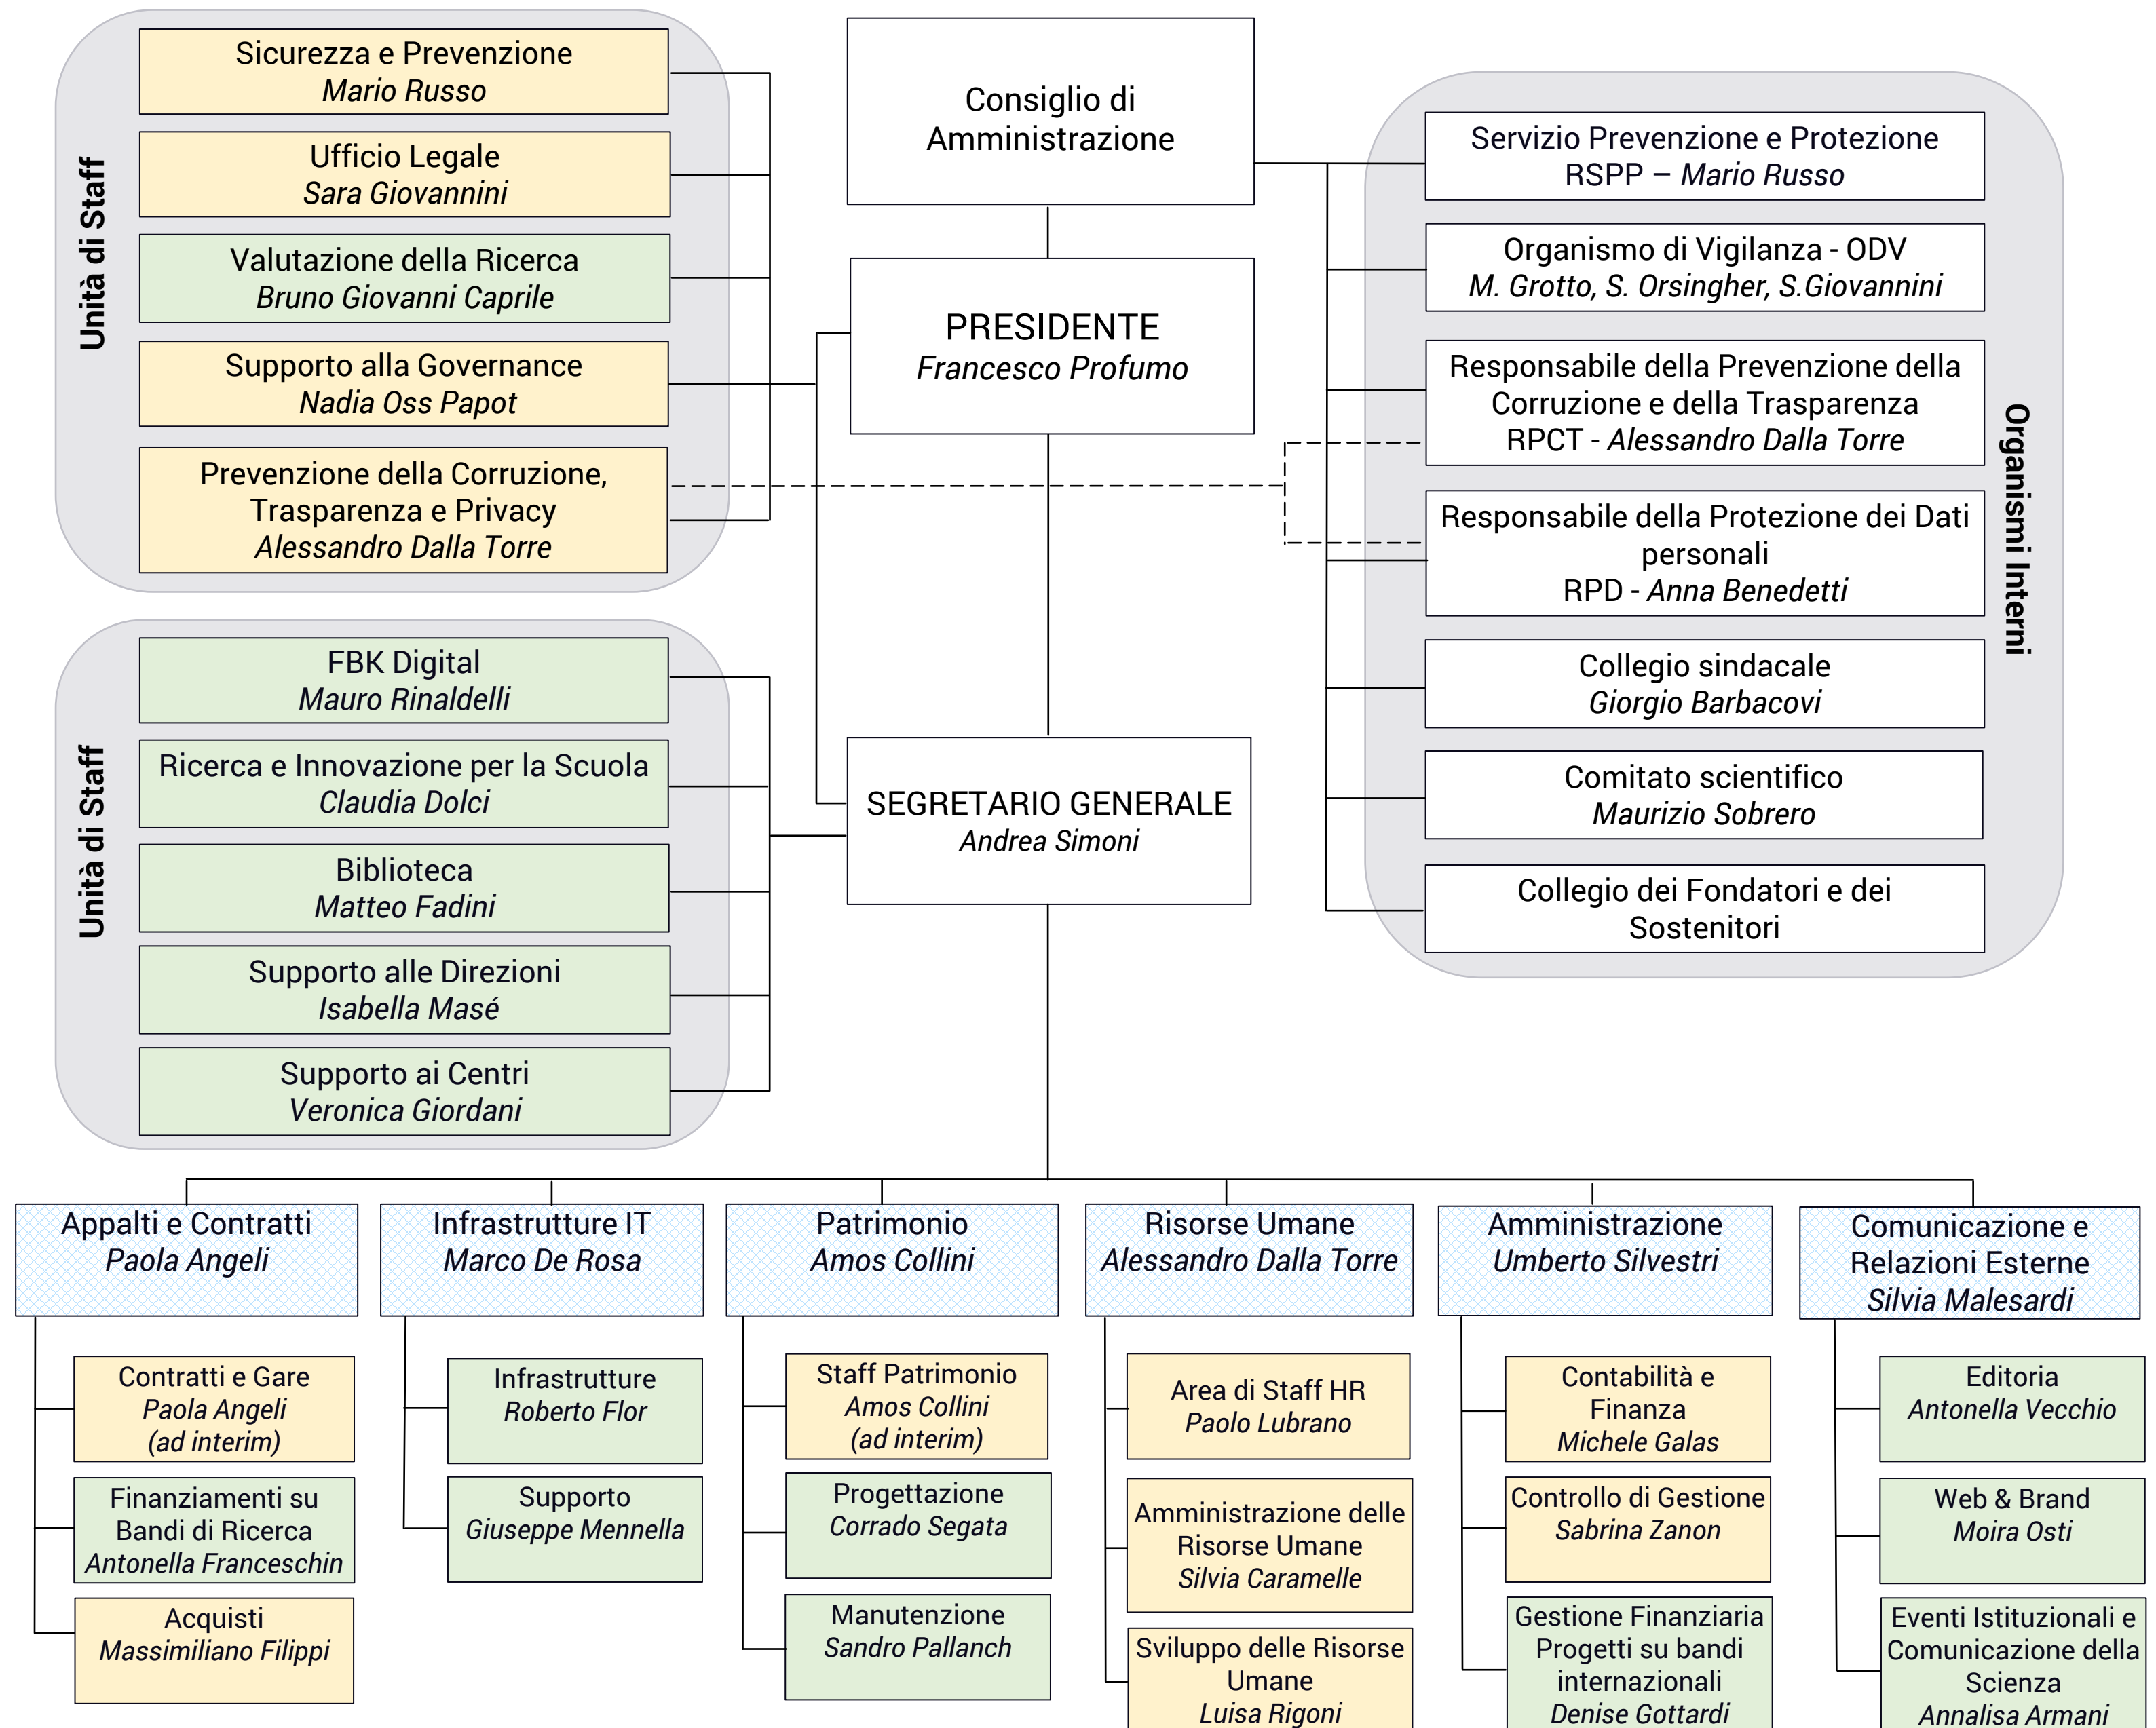 Unità di Staff
Sicurezza e Prevenzione
Mario Russo
Ufficio Legale
Sara Giovannini
Valutazione della Ricerca
Bruno Giovanni Caprile
Supporto alla Governance
Nadia Oss Papot
Prevenzione della Corruzione,
Trasparenza e Privacy
Alessandro Dalla Torre
Unità di Staff
FBK Digital
Mauro Rinaldelli
Ricerca e Innovazione per la Scuola
Claudia Dolci
Biblioteca
Matteo Fadini
Supporto alle Direzioni
Isabella Masé
Supporto ai Centri
Veronica Giordani
Consiglio di
Amministrazione
PRESIDENTE
Francesco Profumo
SEGRETARIO GENERALE
Andrea Simoni
Organismi Interni
Servizio Prevenzione e Protezione
RSPP – Mario Russo
Organismo di Vigilanza - ODV
M. Grotto, S. Orsingher, S.Giovannini
Responsabile della Prevenzione della
Corruzione e della Trasparenza
RPCT - Alessandro Dalla Torre
Responsabile della Protezione dei Dati
personali
RPD - Anna Benedetti
Collegio sindacale
Giorgio Barbacovi
Comitato scientifico
Maurizio Sobrero
Collegio dei Fondatori e dei
Sostenitori
Appalti e Contratti
Paola Angeli
Contratti e Gare
Paola Angeli
(ad interim)
Finanziamenti su
Bandi di Ricerca
Antonella Franceschin
Acquisti
Massimiliano Filippi
Infrastrutture IT
Marco De Rosa
Infrastrutture
Roberto Flor
Supporto
Giuseppe Mennella
Patrimonio
Amos Collini
Staff Patrimonio
Amos Collini
(ad interim)
Progettazione
Corrado Segata
Manutenzione
Sandro Pallanch
Risorse Umane
Alessandro Dalla Torre
Area di Staff HR
Paolo Lubrano
Amministrazione delle
Risorse Umane
Silvia Caramelle
Sviluppo delle Risorse
Umane
Luisa Rigoni
Amministrazione
Umberto Silvestri
Contabilità e
Finanza
Michele Galas
Controllo di Gestione
Sabrina Zanon
Gestione Finanziaria
Progetti su bandi
internazionali
Denise Gottardi
Comunicazione e
Relazioni Esterne
Silvia Malesardi
Editoria
Antonella Vecchio
Web & Brand
Moira Osti
Eventi Istituzionali e
Comunicazione della
Scienza
Annalisa Armani